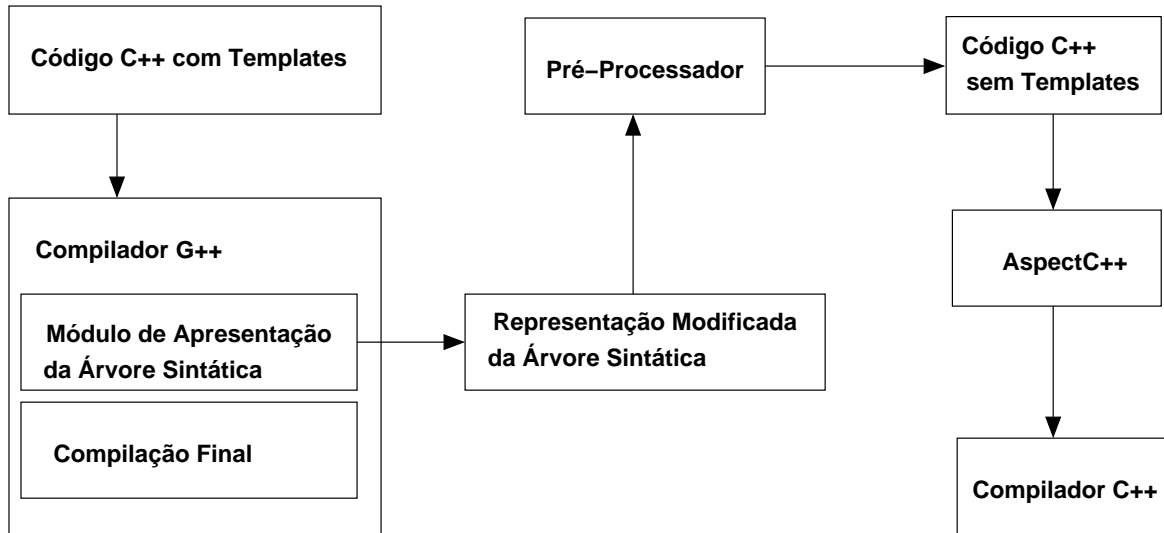 Código C++ com Templates
Compilador G++
Módulo de Apresentação
da Árvore Sintática
Compilação Final
Representação Modificada
da Árvore Sintática
Pré−Processador
Código C++
sem Templates
AspectC++
Compilador C++